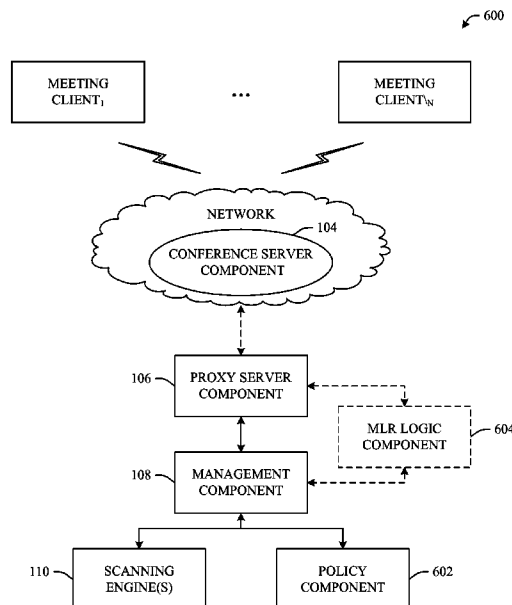 600
MEETING
CLIENT1
...
MEETING
CLIENT\N
NETWORK
104
CONFERENCE SERVER
COMPONENT
106
PROXY SERVER
COMPONENT
MLR LOGIC
COMPONENT
604
108
MANAGEMENT
COMPONENT
110
SCANNING
ENGINE(S)
POLICY
COMPONENT
602